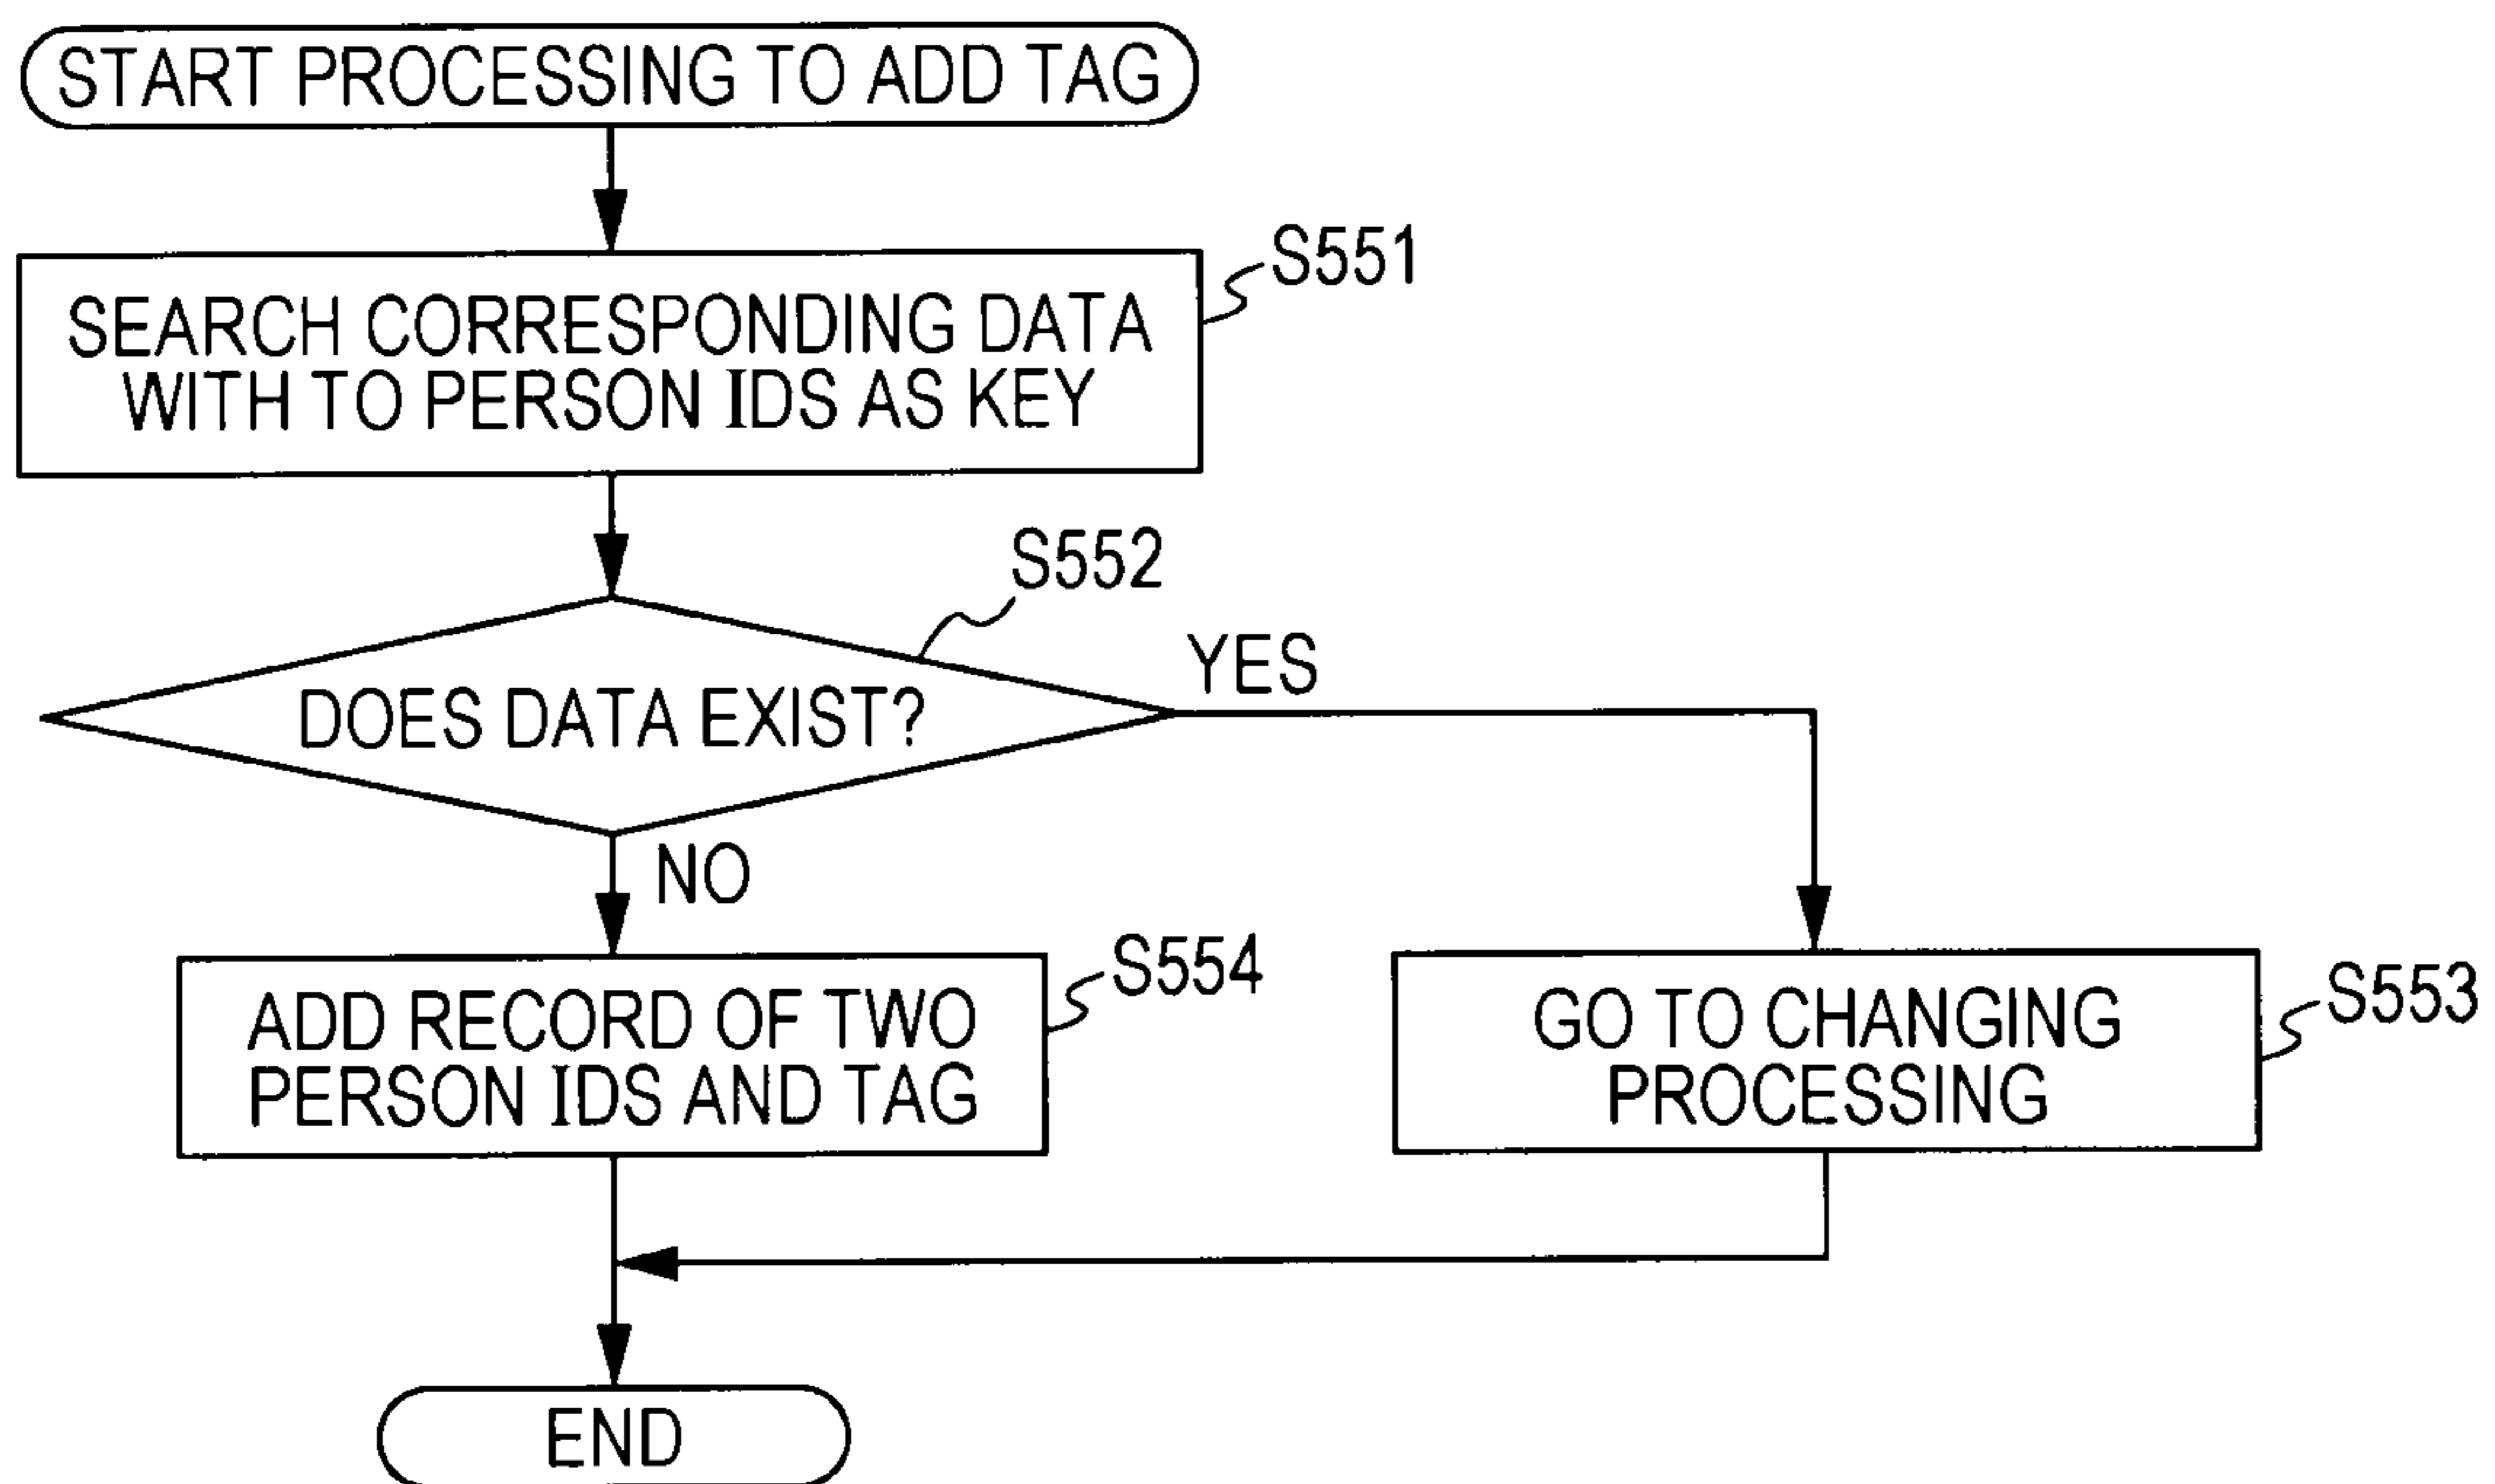 START PROCESSING TO ADD TAG
S551
SEARCH CORRESPONDING DATA
WITH TO PERSON IDS AS KEY
S552
DOES DATA EXIST?
YES
NO
S554
ADD RECORD OF TWO
PERSON IDS AND TAG
S553
GO TO CHANGING
PROCESSING
END